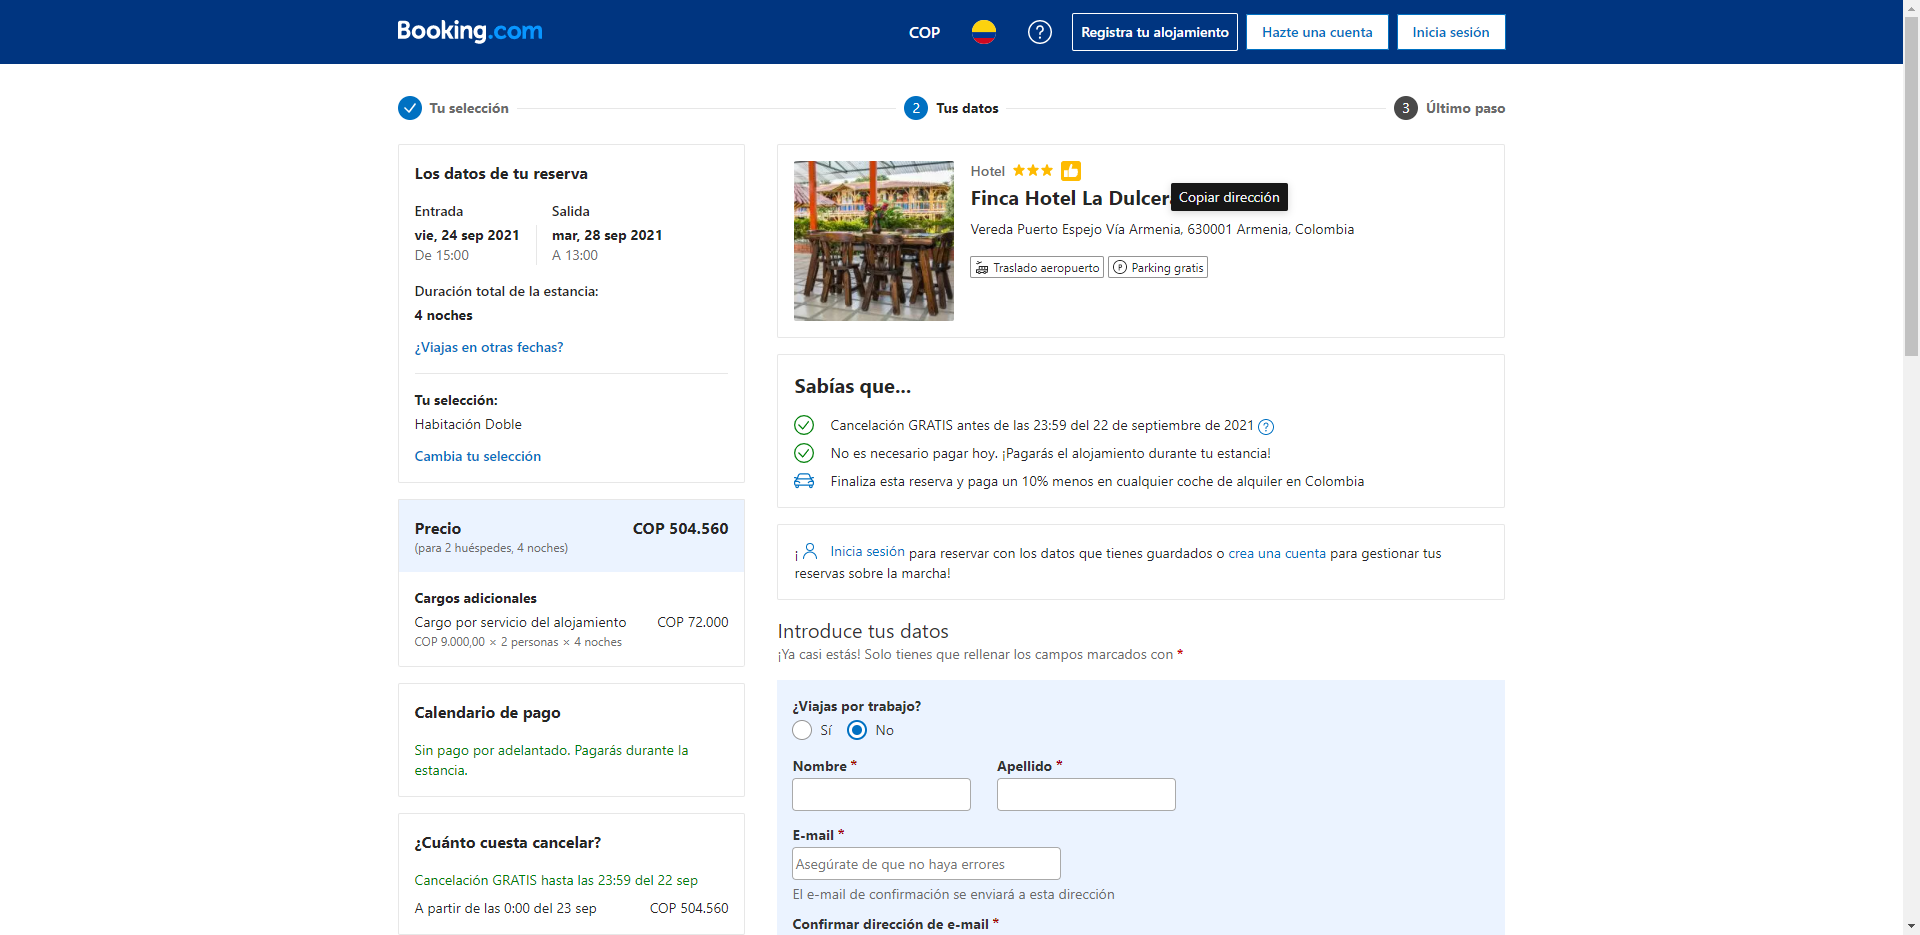 Booking.com
COP
Registra tu alojamiento
Hazte una cuenta
Inicia sesión
Tu selección
2 Tus datos
3 Último paso
Los datos de tu reserva
Entrada
vie, 24 sep 2021
De 15:00
Salida
mar, 28 sep 2021
A 13:00
Duración total de la estancia:
4 noches
¿Viajas en otras fechas?
Tu selección:
Habitación Doble
Cambia tu selección
Precio COP 504.560
(para 2 huéspedes, 4 noches)
Cargos adicionales
Cargo por servicio del alojamiento COP 72.000
COP 9.000,00 × 2 personas × 4 noches
Calendario de pago
Sin pago por adelantado. Pagarás durante la
estancia.
¿Cuánto cuesta cancelar?
Cancelación GRATIS hasta las 23:59 del 22 sep
A partir de las 0:00 del 23 sep COP 504.560
Hotel
Finca Hotel La
Copiar dirección
Vereda Puerto Espejo Vía Armenia, 630001 Armenia, Colombia
Traslado aeropuerto
Parking gratis
Sabías que...
Cancelación GRATIS antes de las 23:59 del 22 de septiembre de 2021
No es necesario pagar hoy. ¡Pagarás el alojamiento durante tu estancia!
Finaliza esta reserva y paga un 10% menos en cualquier coche de alquiler en Colombia
¡ Inicia sesión para reservar con los datos que tienes guardados o crea una cuenta para gestionar tus
reservas sobre la marcha!
Introduce tus datos
¡Ya casi estás! Solo tienes que rellenar los campos marcados con *
¿Viajas por trabajo?
Sí No
Nombre * Apellido *
E-mail *
Asegúrate de que no haya errores
El e-mail de confirmación se enviará a esta dirección
Confirmar dirección de e-mail *